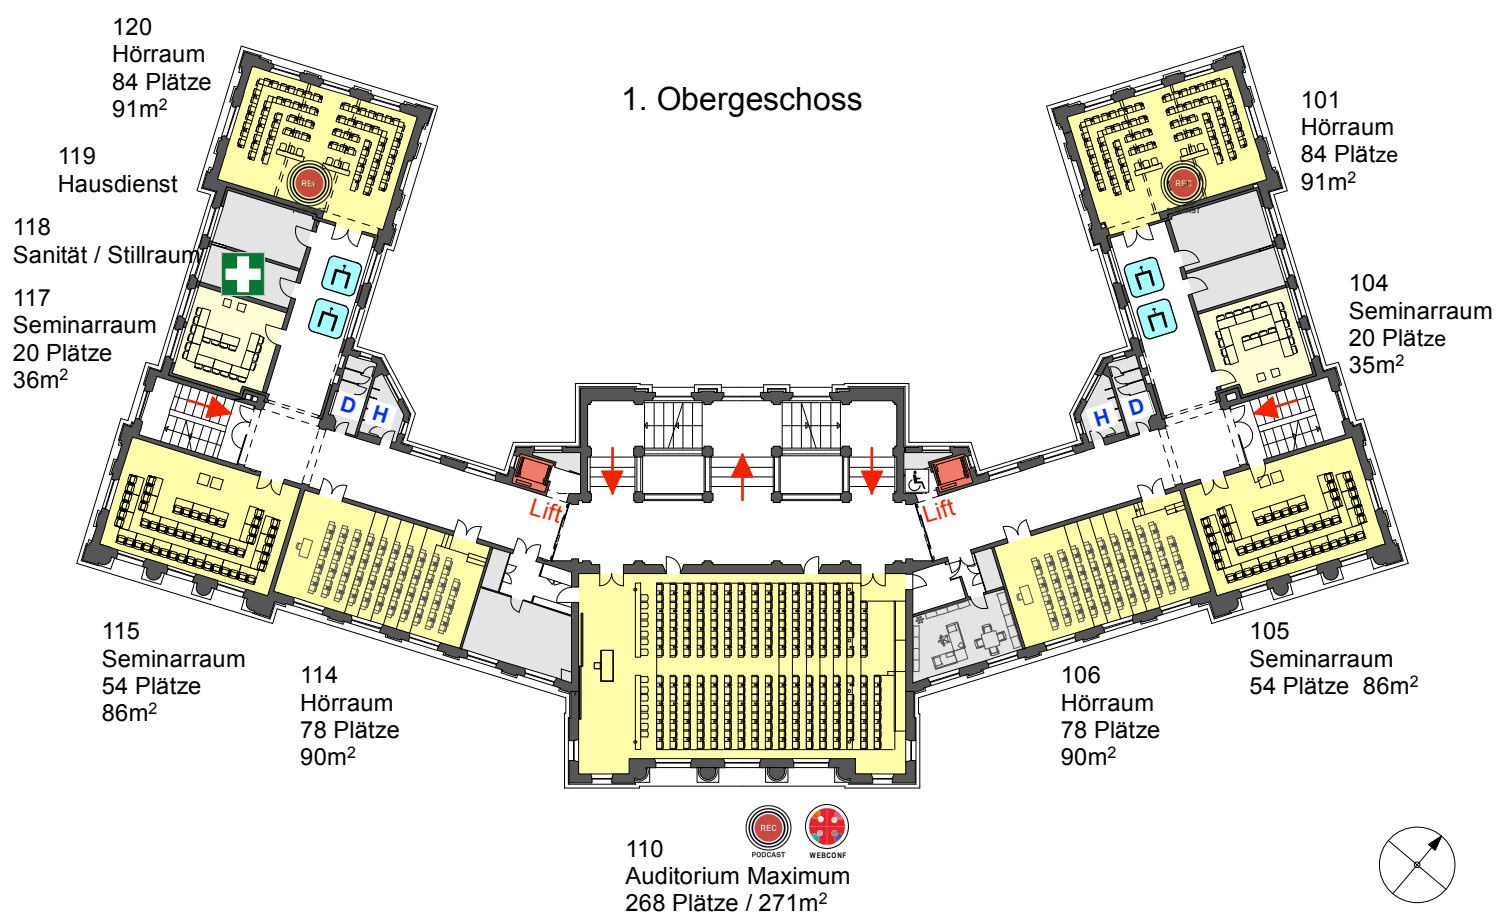 1. Obergeschoss
120
Hörraum
84 Plätze
91m²
119
Hausdienst
118
Sanität / Stillraum
117
Seminarraum
20 Plätze
36m²
101
Hörraum
84 Plätze
91m²
104
Seminarraum
20 Plätze
35m²
REC
REC
D H
H D
Lift
Lift
115
Seminarraum
54 Plätze
86m²
114
Hörraum
78 Plätze
90m²
106
Hörraum
78 Plätze
90m²
105
Seminarraum
54 Plätze 86m²
REC
PODCAST
WEBCONF
110
Auditorium Maximum
268 Plätze / 271m²